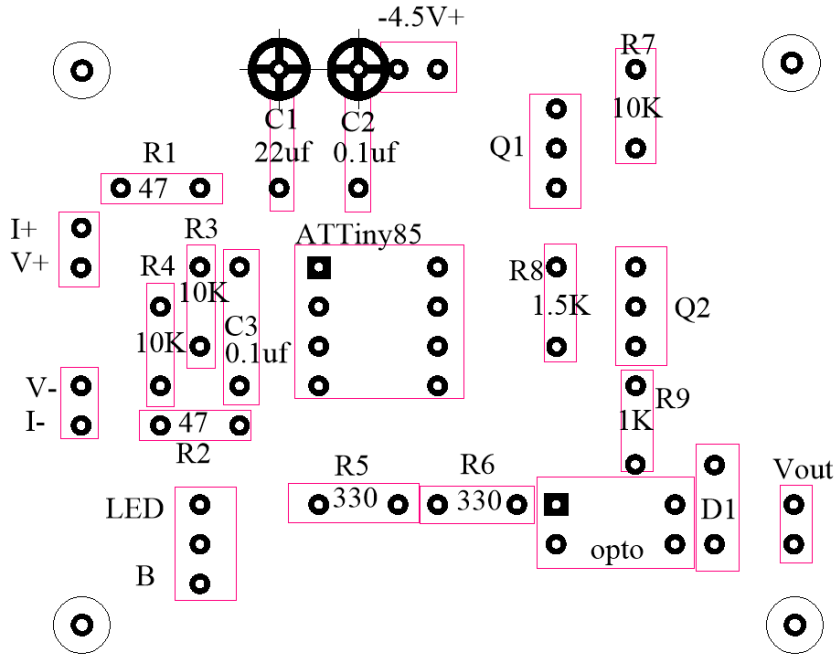 -4.5V+
R7
C1
C2
10K
22uf
0.1uf
Q1
R1
47
I+
R3
ATTiny85
V+
R4
R8
10K
1.5K
Q2
C3
10K
0.1uf
V-
R9
I-
47
1K
R2
R5
R6
Vout
330
330
LED
D1
opto
B